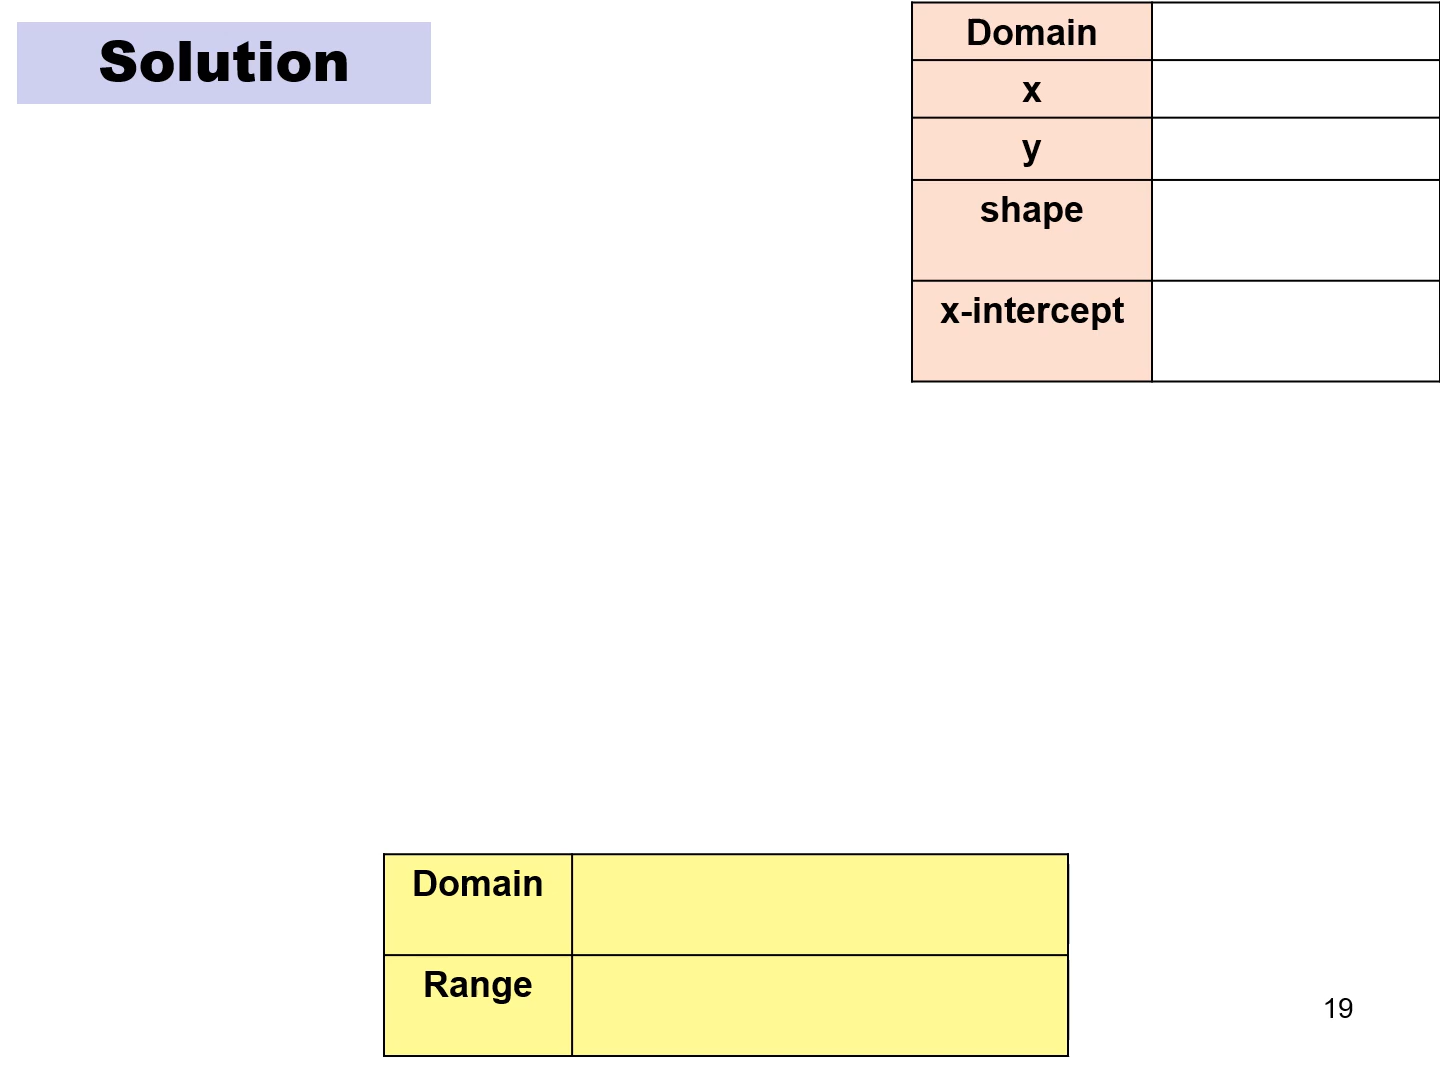 Solution
Domain
x
y
shape
x-intercept
Domain
Range
19